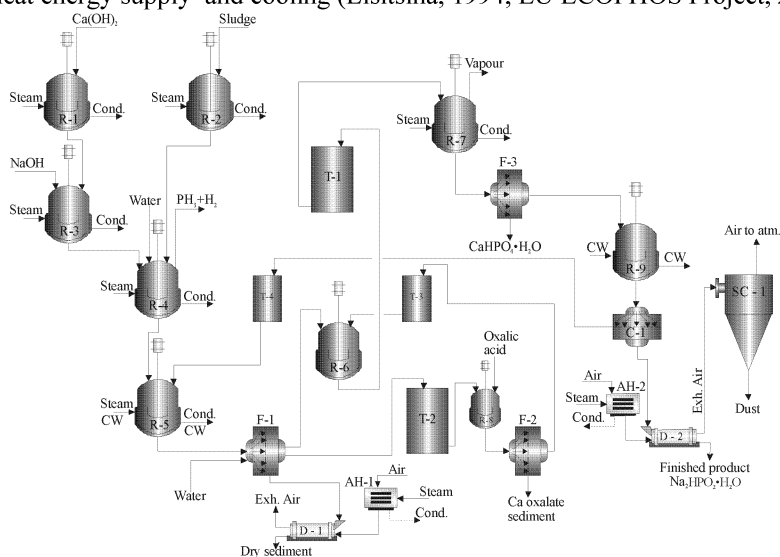 heat energy supply and cooling (Elsitsina, 1994, EU ECOPHOS Project, 
Ca(OH)₂
Sludge
Steam
R-1
Cond.
Steam
R-2
Cond.
Vapour
Steam
R-7
Cond.
T-1
F-3
CaHPO₄•H₂O
NaOH
Steam
R-3
Cond.
Water
PH₃+H₂
Steam
R-4
Cond.
T-4
T-3
CW
R-9
CW
Air to atm.
SC - 1
C-1
R-6
Oxalic
acid
Steam
CW
R-5
Cond.
CW
F-1
T-2
R-8
F-2
Air
AH-2
Steam
Cond.
Exh. Air
Dust
D - 2
Finished product
Na₂HPO₂•H₂O
Water
Exh. Air
AH-1
Air
Steam
Cond.
D - 1
Dry sediment
Ca oxalate
sediment